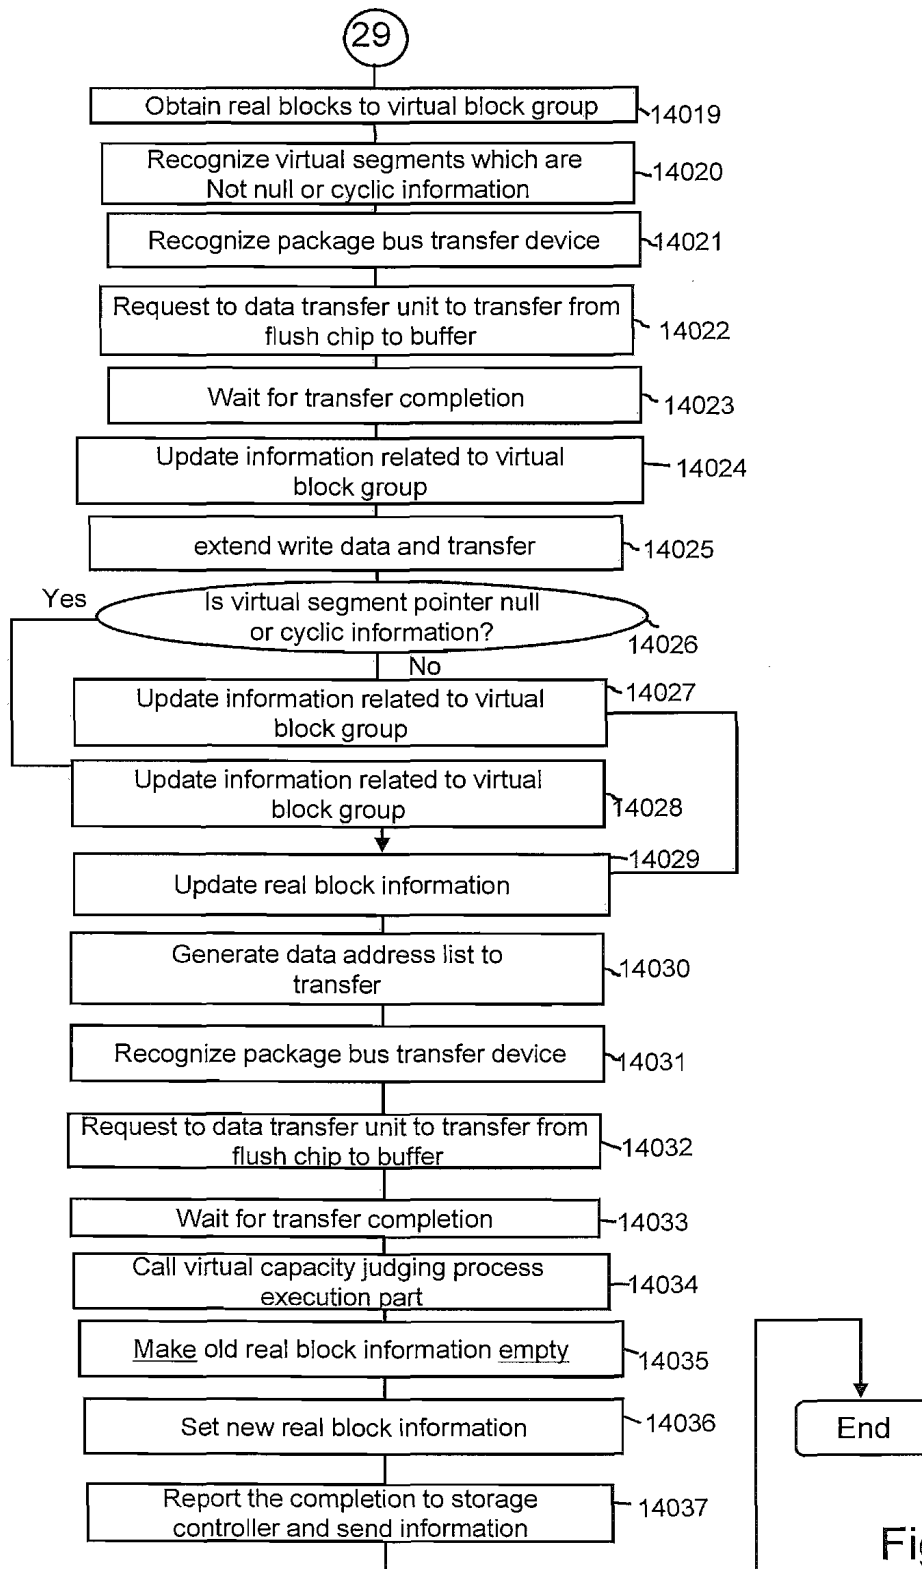 29
Obtain real blocks to virtual block group
14019
Recognize virtual segments which are
Not null or cyclic information
14020
Recognize package bus transfer device
14021
Request to data transfer unit to transfer from
flush chip to buffer
14022
Wait for transfer completion
14023
Update information related to virtual
block group
14024
extend write data and transfer
14025
Yes
Is virtual segment pointer null
or cyclic information?
14026
No
Update information related to virtual
block group
14027
Update information related to virtual
block group
14028
14029
Update real block information
Generate data address list to
transfer
14030
Recognize package bus transfer device
14031
Request to data transfer unit to transfer from
flush chip to buffer
14032
Wait for transfer completion
14033
Call virtual capacity judging process
execution part
14034
Make old real block information empty
14035
Set new real block information
14036
End
Report the completion to storage
controller and send information
14037
Fig